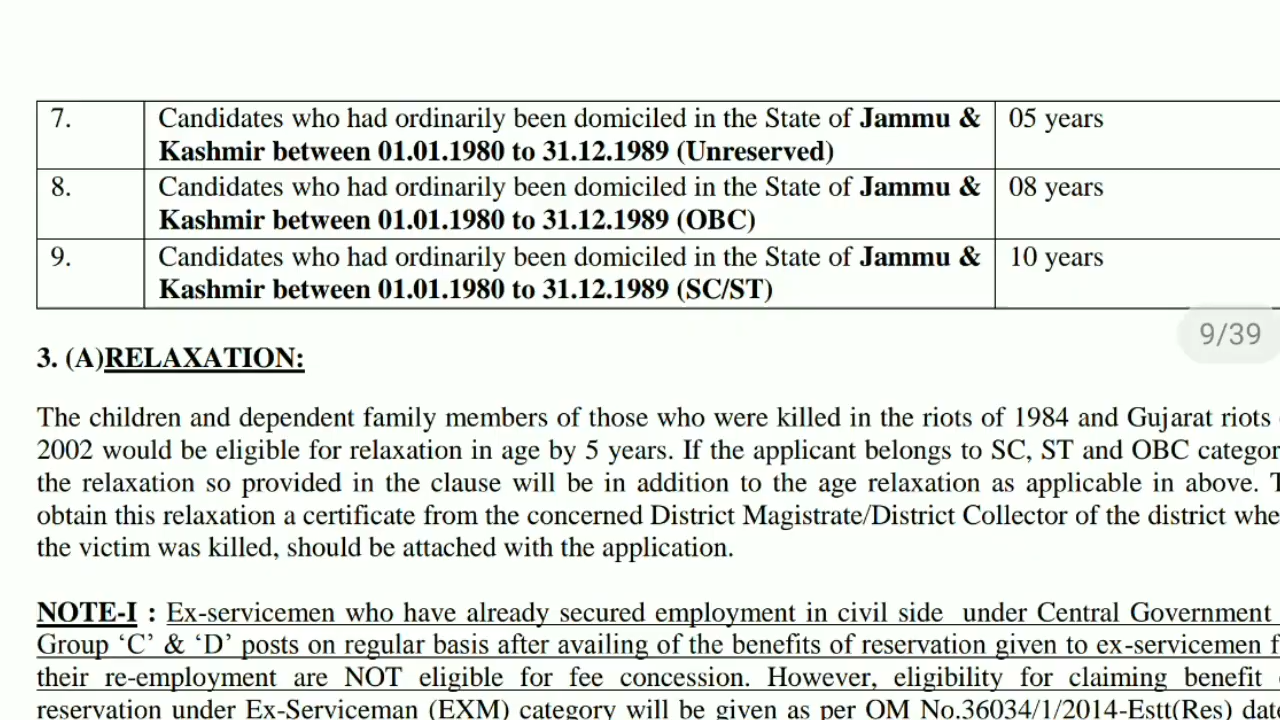 7. Candidates who had ordinarily been domiciled in the State of Jammu & 05 years
Kashmir between 01.01.1980 to 31.12.1989 (Unreserved)
8. Candidates who had ordinarily been domiciled in the State of Jammu & 08 years
Kashmir between 01.01.1980 to 31.12.1989 (OBC)
9. Candidates who had ordinarily been domiciled in the State of Jammu & 10 years
Kashmir between 01.01.1980 to 31.12.1989 (SC/ST)
9/39
3. (A)RELAXATION:
The children and dependent family members of those who were killed in the riots of 1984 and Gujarat riots
2002 would be eligible for relaxation in age by 5 years. If the applicant belongs to SC, ST and OBC categor
the relaxation so provided in the clause will be in addition to the age relaxation as applicable in above. T
obtain this relaxation a certificate from the concerned District Magistrate/District Collector of the district whe
the victim was killed, should be attached with the application.
NOTE-I : Ex-servicemen who have already secured employment in civil side under Central Government
Group ‘C’ & ‘D’ posts on regular basis after availing of the benefits of reservation given to ex-servicemen f
their re-employment are NOT eligible for fee concession. However, eligibility for claiming benefit
reservation under Ex-Serviceman (EXM) category will be given as per OM No.36034/1/2014-Estt(Res) date